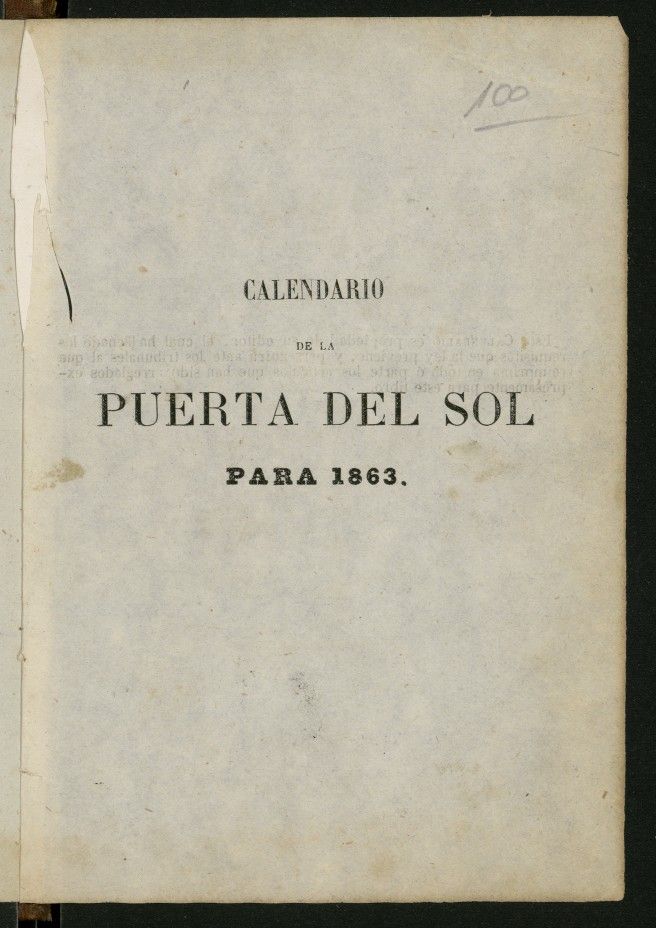 100
CALENDARIO
DE LA
PUERTA DEL SOL
PARA 1863.